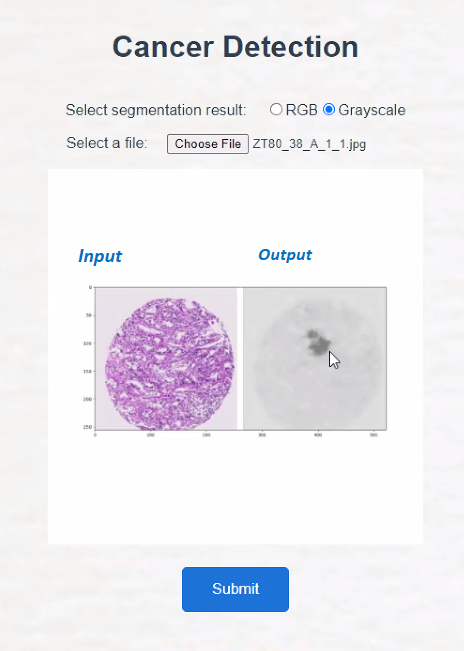 Cancer Detection
Select segmentation result: RGB Grayscale
Select a file: Choose File ZT80_38_A_1_1.jpg
Input Output
0
50
100
150
200
250
0 100 200 300 400 500
Submit